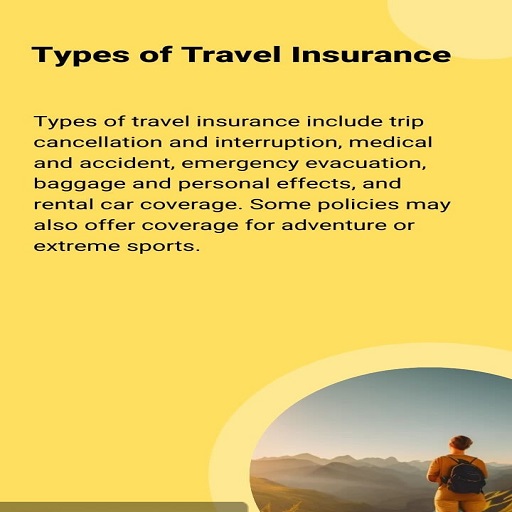 Types of Travel Insurance
Types of travel insurance include trip
cancellation and interruption, medical
and accident, emergency evacuation,
baggage and personal effects, and
rental car coverage. Some policies may
also offer coverage for adventure or
extreme sports.